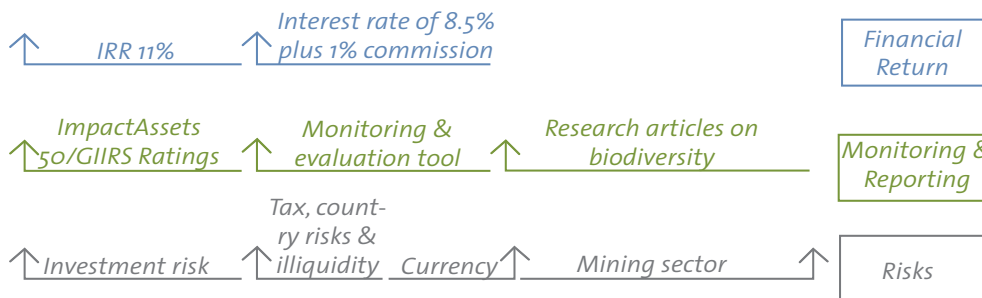 IRR 11%
Interest rate of 8.5%
plus 1% commission
Financial
Return
ImpactAssets
50/GIIRS Ratings
Monitoring &
evaluation tool
Research articles on
biodiversity
Monitoring &
Reporting
Investment risk
Tax, count-
ry risks &
illiquidity
Currency
Mining sector
Risks